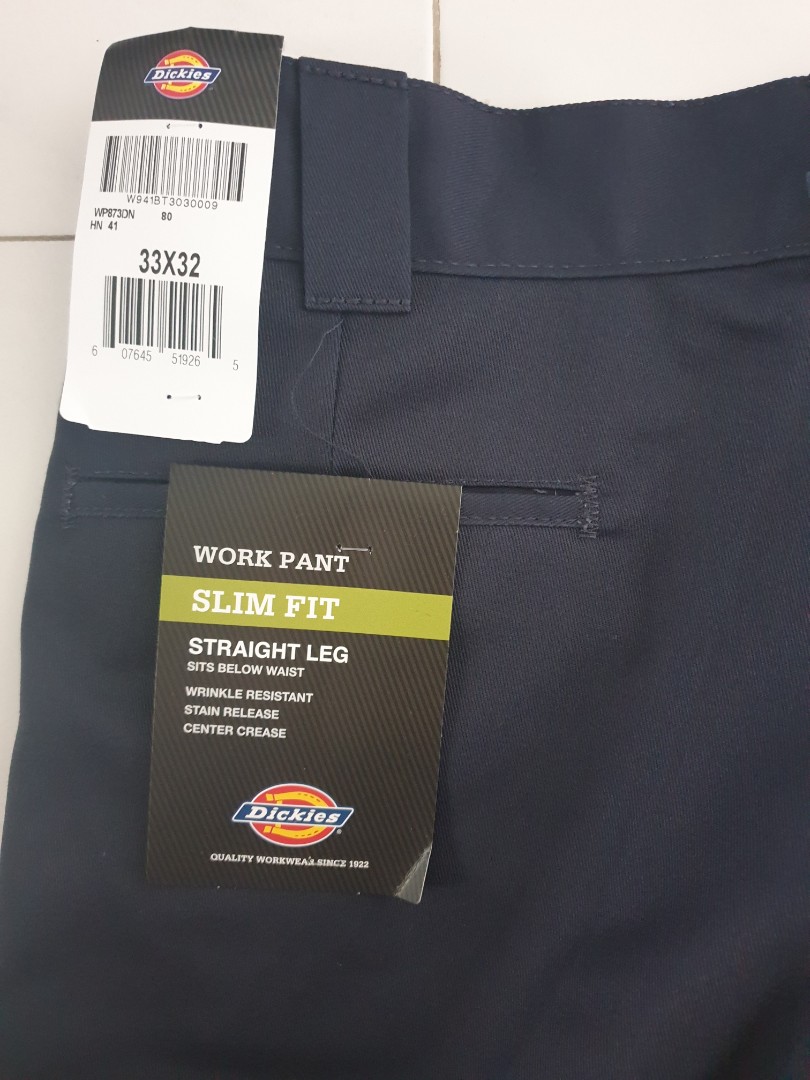 Dickies
W941BT3030009
WP873DN 80
HN 41
33X32
6 07645 51926 5
WORK PANT
SLIM FIT
STRAIGHT LEG
SITS BELOW WAIST
WRINKLE RESISTANT
STAIN RELEASE
CENTER CREASE
Dickies®
QUALITY WORKWEAR SINCE 1922